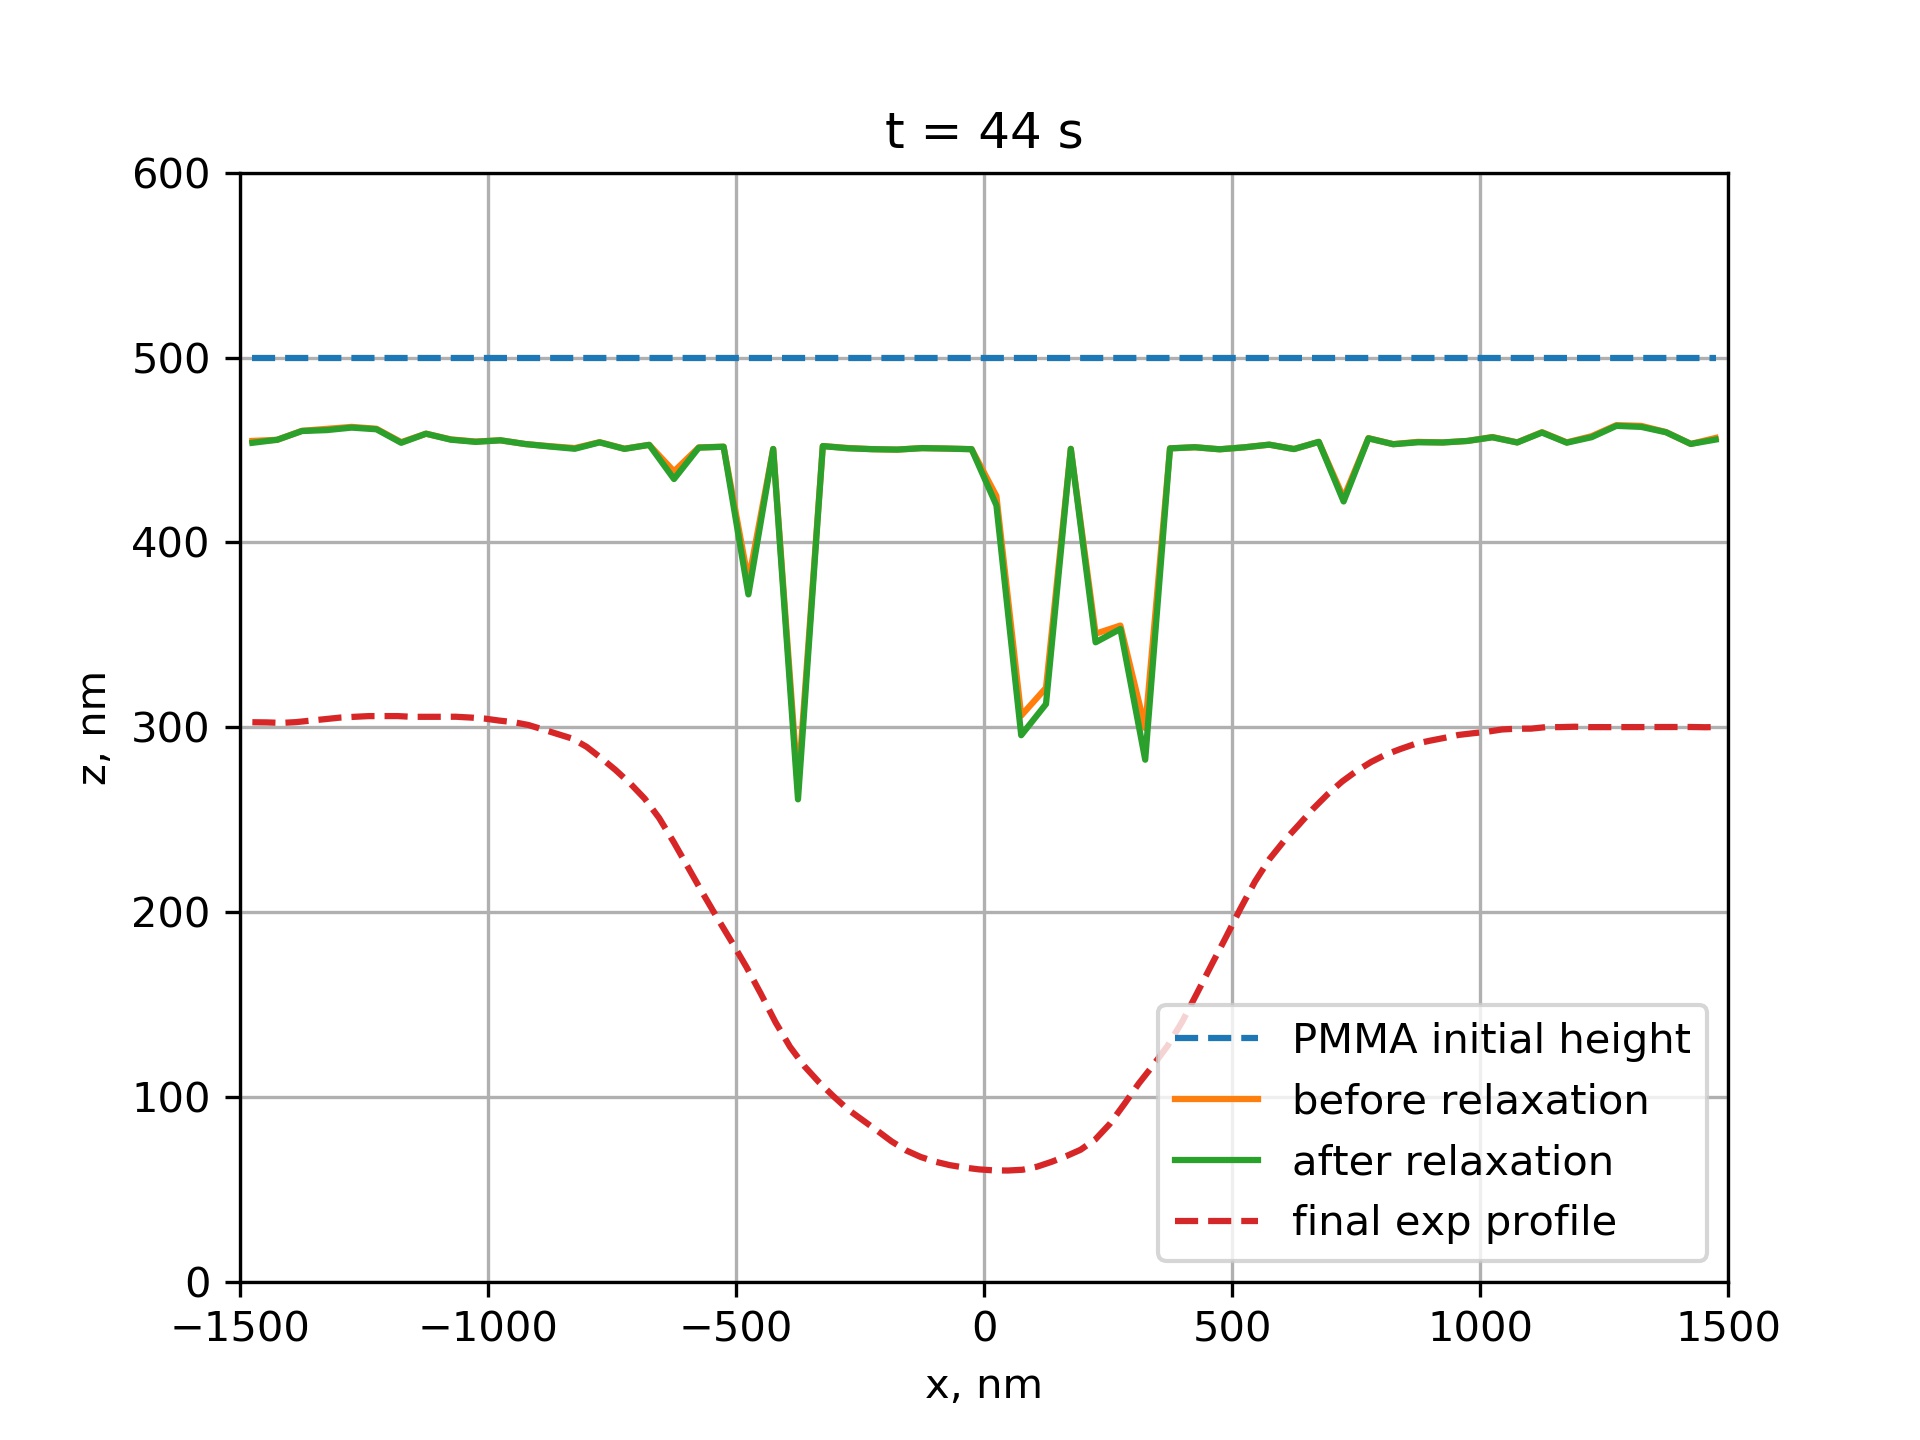 t = 44 s
600
500
400
300
200
100
0
z, nm
−1500 −1000 −500 0 500 1000 1500
x, nm
PMMA initial height
before relaxation
after relaxation
final exp profile